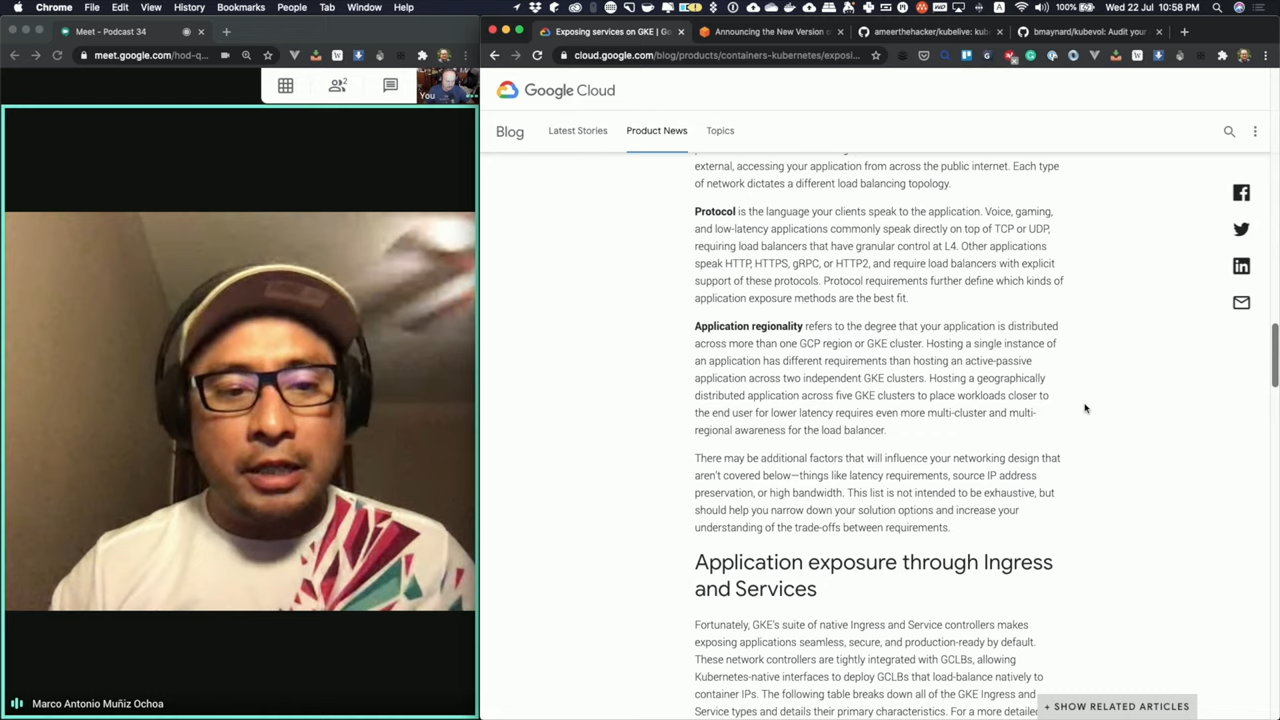 Chrome File Edit View History Bookmarks People Tab Window Help
100% Wed 22 Jul 10:58 PM
Meet - Podcast 34
meet.google.com/hod-q...
You
2
Marco Antonio Muñiz Ochoa
Exposing services on GKE | Go
Announcing the New Version o
ameerthehacker/kubelive: kub
bmaynard/kubevol: Audit your
cloud.google.com/blog/products/containers-kubernetes/exposi...
Google Cloud
Blog Latest Stories Product News Topics
external, accessing your application from across the public internet. Each type
of network dictates a different load balancing topology.
Protocol is the language your clients speak to the application. Voice, gaming,
and low-latency applications commonly speak directly on top of TCP or UDP,
requiring load balancers that have granular control at L4. Other applications
speak HTTP, HTTPS, gRPC, or HTTP2, and require load balancers with explicit
support of these protocols. Protocol requirements further define which kinds of
application exposure methods are the best fit.
Application regionality refers to the degree that your application is distributed
across more than one GCP region or GKE cluster. Hosting a single instance of
an application has different requirements than hosting an active-passive
application across two independent GKE clusters. Hosting a geographically
distributed application across five GKE clusters to place workloads closer to
the end user for lower latency requires even more multi-cluster and multi-
regional awareness for the load balancer.
There may be additional factors that will influence your networking design that
aren't covered below—things like latency requirements, source IP address
preservation, or high bandwidth. This list is not intended to be exhaustive, but
should help you narrow down your solution options and increase your
understanding of the trade-offs between requirements.
Application exposure through Ingress
and Services
Fortunately, GKE's suite of native Ingress and Service controllers makes
exposing applications seamless, secure, and production-ready by default.
These network controllers are tightly integrated with GCLBs, allowing
Kubernetes-native interfaces to deploy GCLBs that load-balance natively to
container IPs. The following table breaks down all of the GKE Ingress and
Service types and details their primary characteristics. For a more detailed
+ SHOW RELATED ARTICLES